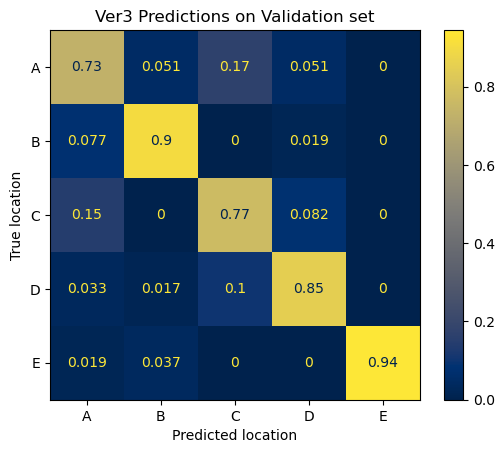 Ver3 Predictions on Validation set
A 0.73 0.051 0.17 0.051 0 0.8
B 0.077 0.9 0 0.019 0 0.6
C 0.15 0 0.77 0.082 0 0.4
D 0.033 0.017 0.1 0.85 0 0.2
E 0.019 0.037 0 0 0.94 0.0
A B C D E
True location
Predicted location